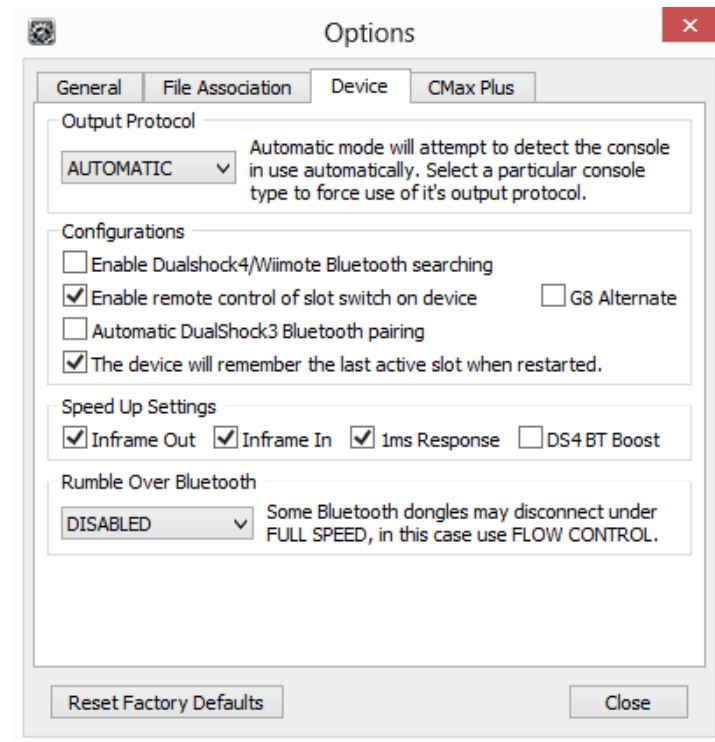 Options
General File Association Device CMax Plus
Output Protocol
AUTOMATIC
Automatic mode will attempt to detect the console
in use automatically. Select a particular console
type to force use of it's output protocol.
Configurations
Enable Dualshock4/Wiimote Bluetooth searching
Enable remote control of slot switch on device G8 Alternate
Automatic DualShock3 Bluetooth pairing
The device will remember the last active slot when restarted.
Speed Up Settings
Inframe Out Inframe In 1ms Response DS4 BT Boost
Rumble Over Bluetooth
DISABLED
Some Bluetooth dongles may disconnect under
FULL SPEED, in this case use FLOW CONTROL.
Reset Factory Defaults Close